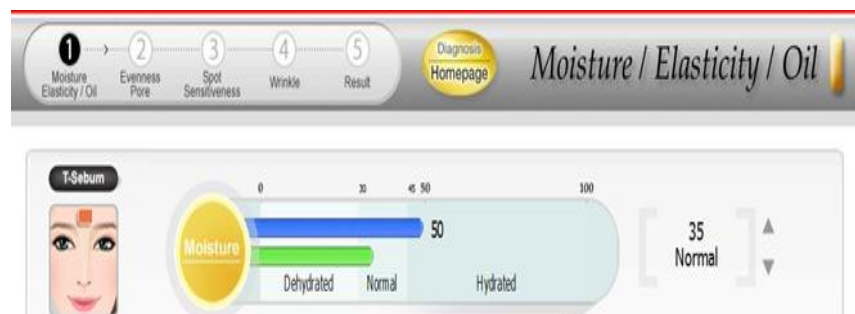 1 2 3 4 5
Moisture Elasticity / Oil
Evenness Pore
Spot Sensitiveness
Wrinkle
Result
Diagnosis
Homepage
Moisture / Elasticity / Oil
T-Sebum
0 45 50 100
Moisture
50
35
Normal
Dehydrated Normal Hydrated